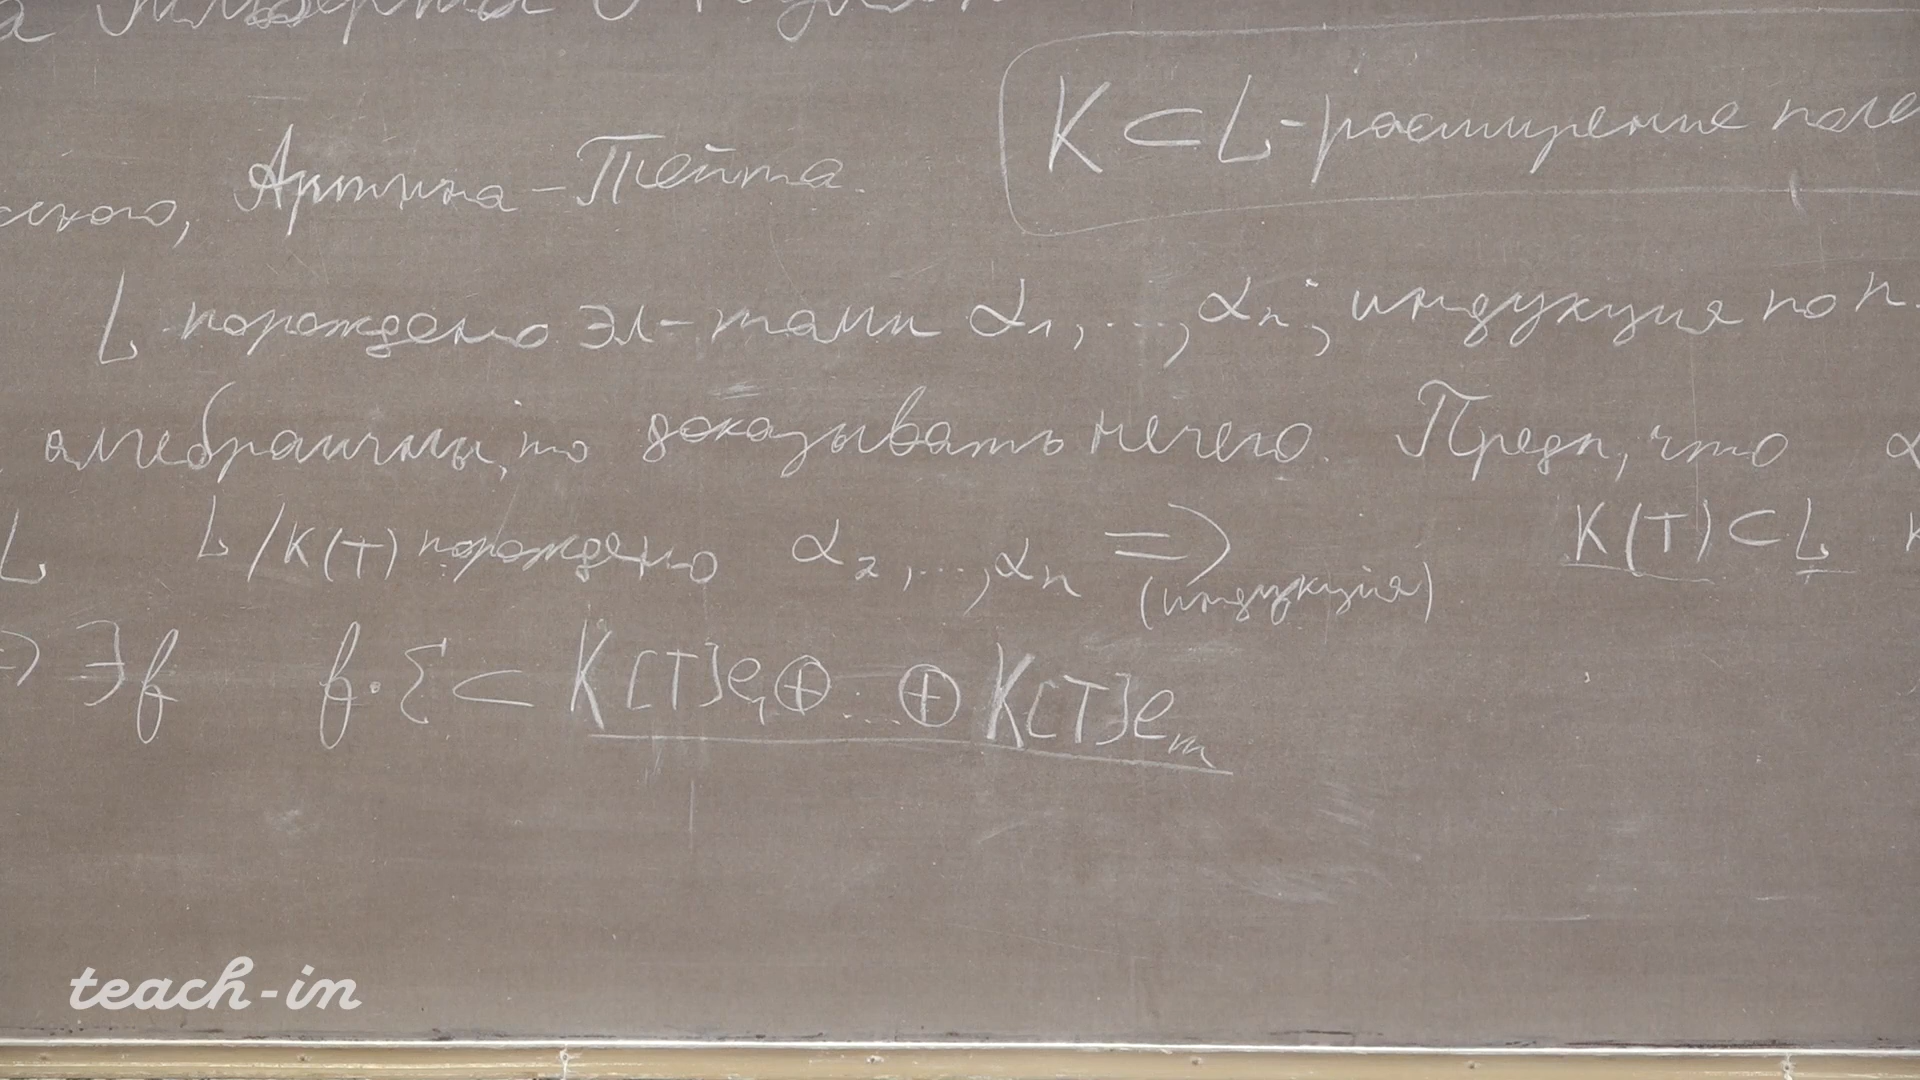 K ⊂ L - расширение поле
ского, Артина - Тейта.
L порождено эл-тами α₁, ..., αₙ; индукция по n.
алгебраичны, то доказывать нечего. Предп, что α
L L/K(T) порождено α₂, ..., αₙ => (индукция) K(T) ⊂ L K
=> ∃ f f · { ⊂ K[T]e₁ ⊕ ... ⊕ K[T]eₘ
teach-in